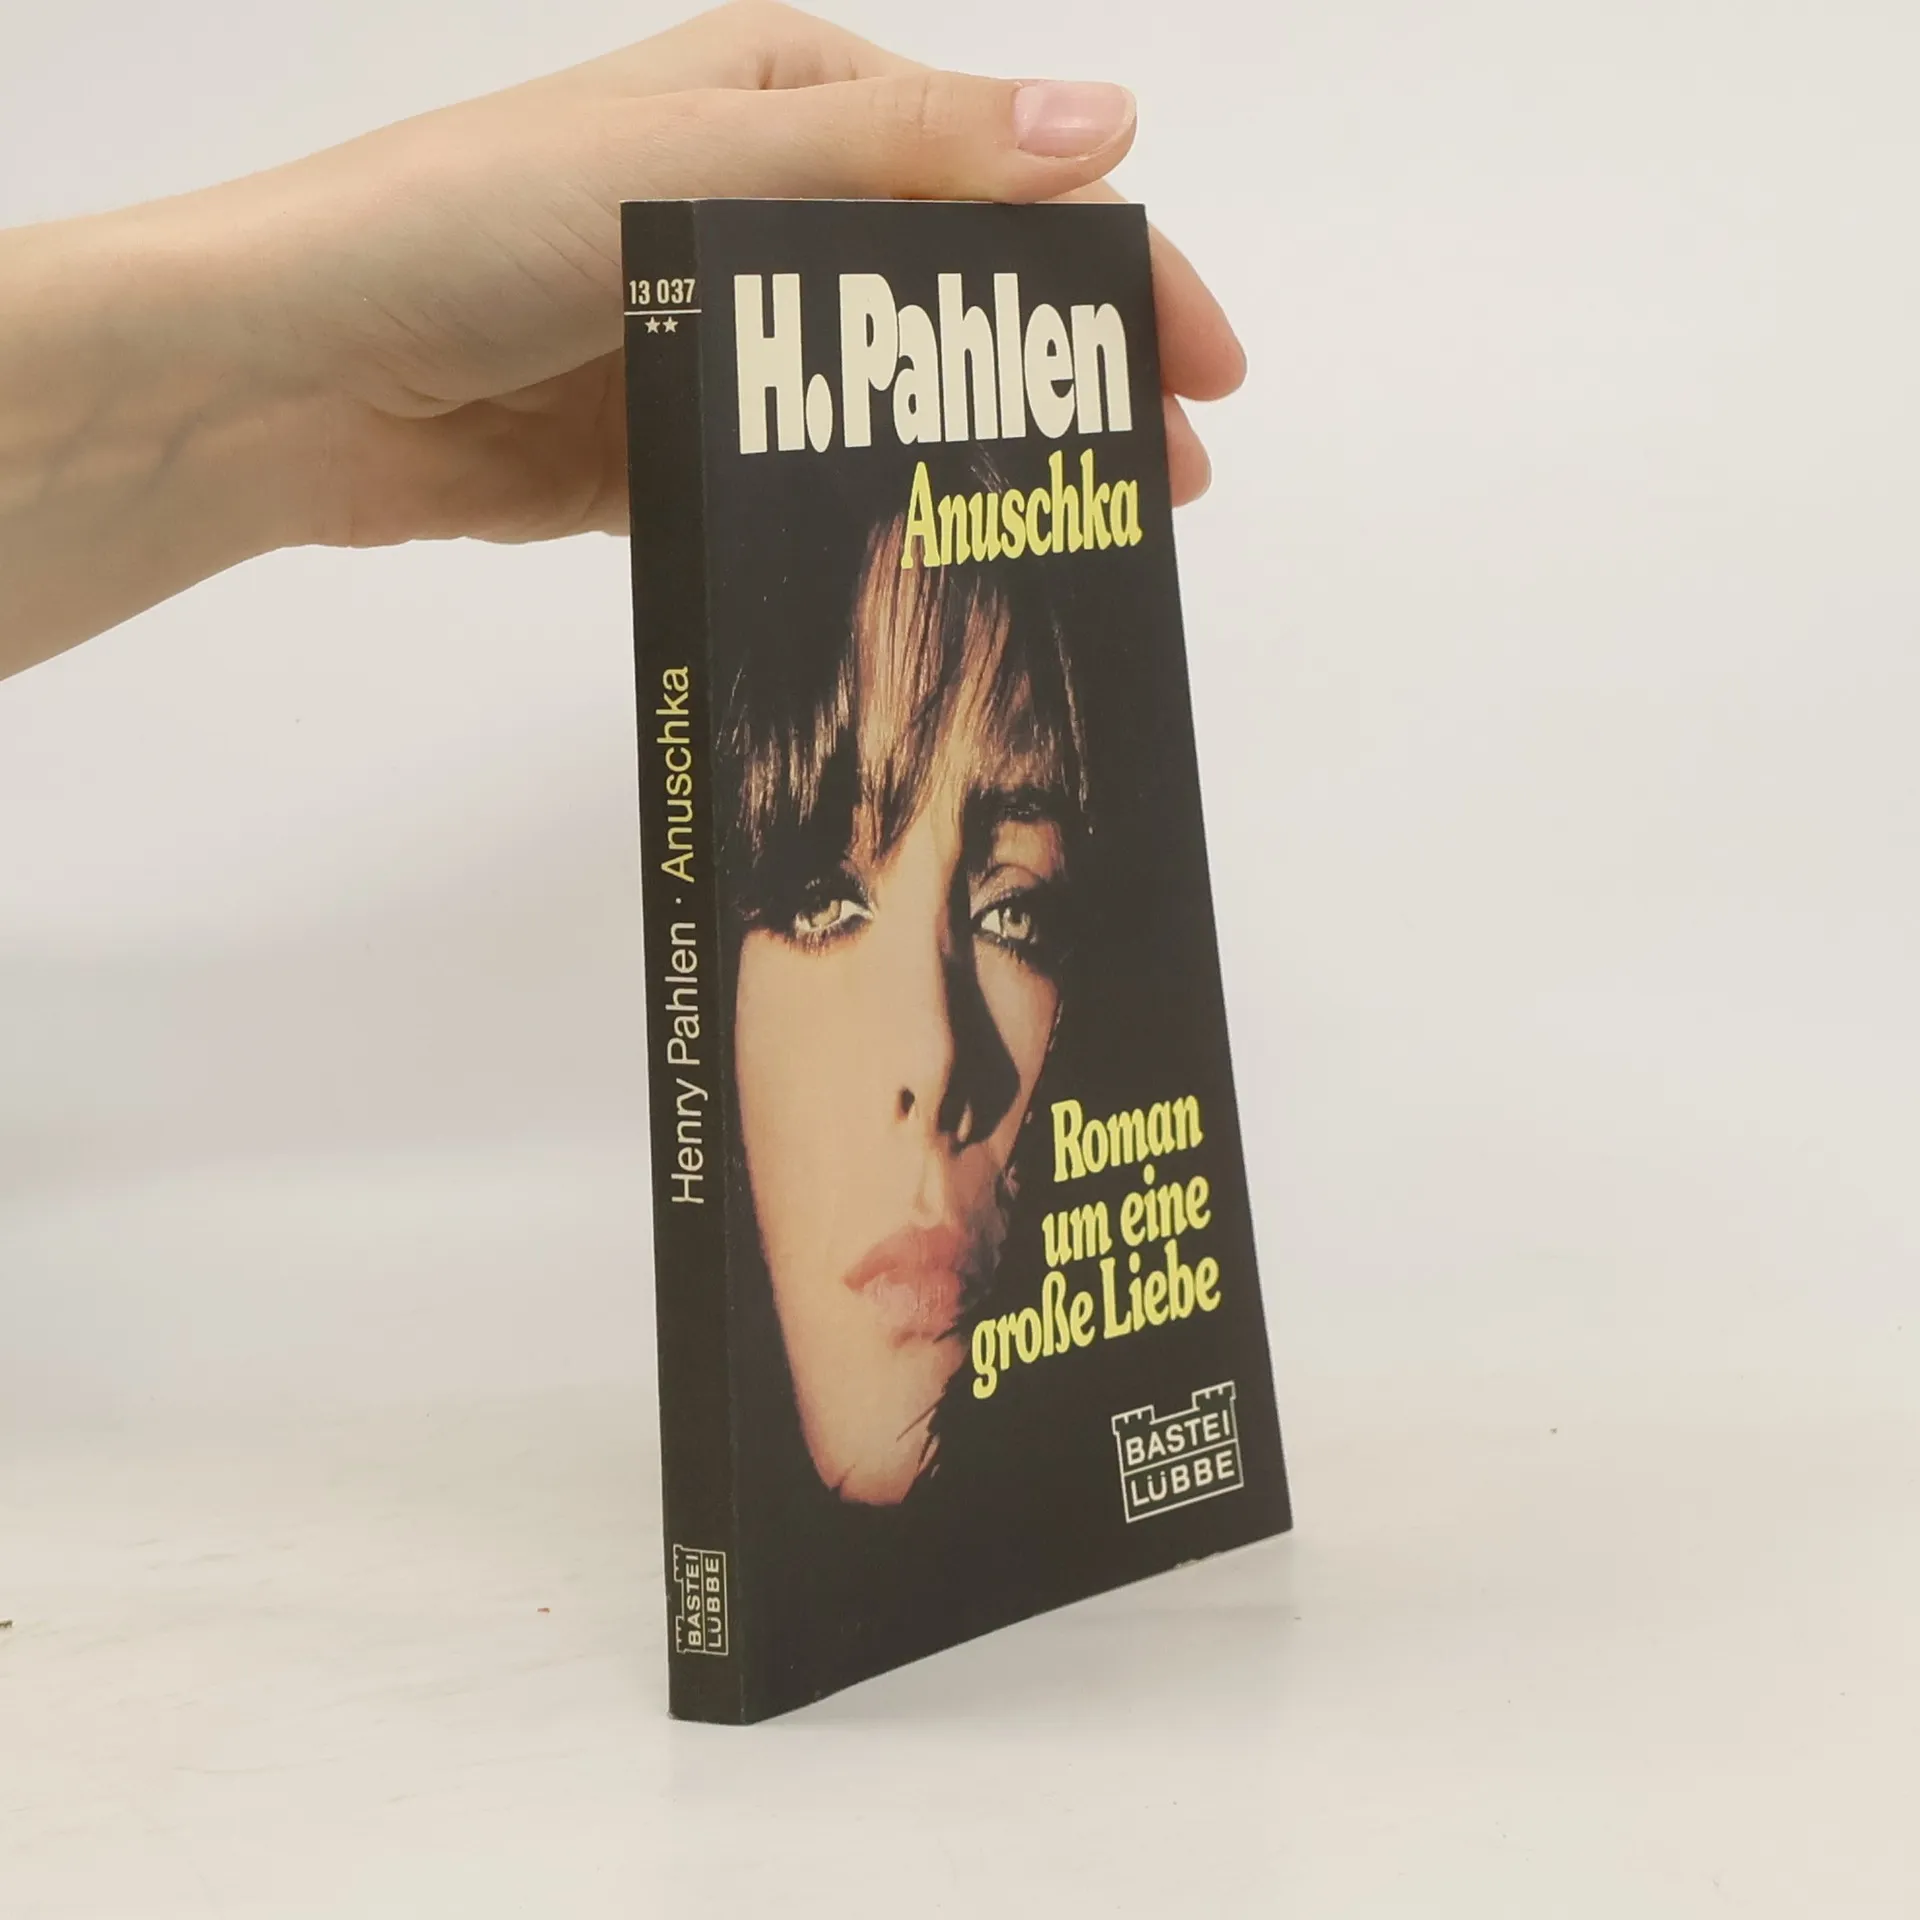 13 037
★★
Henry Pahlen · Anuschka
BASTEI
LÜBBE
H. Pahlen
Anuschka
Roman
um eine
große Liebe
BASTEI
LÜBBE